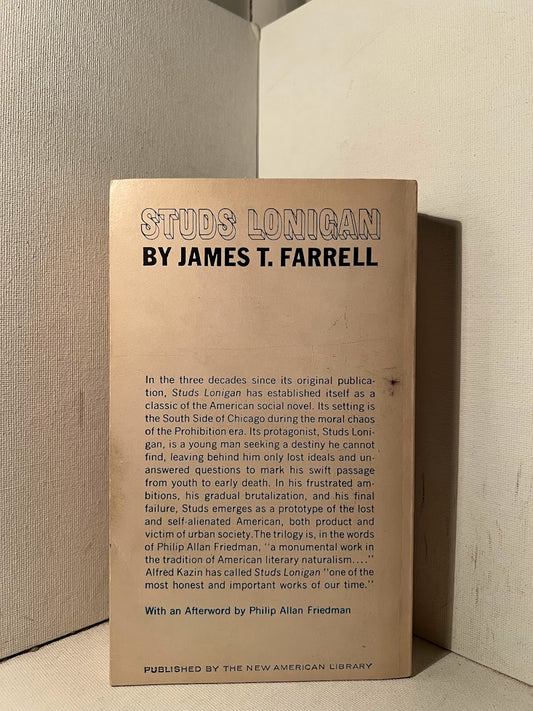 STUDS LONIGAN
BY JAMES T. FARRELL
In the three decades since its original publica-
tion, Studs Lonigan has established itself as a
classic of the American social novel. Its setting is
the South Side of Chicago during the moral chaos
of the Prohibition era. Its protagonist, Studs Loni-
gan, is a young man seeking a destiny he cannot
find, leaving behind him only lost ideals and un-
answered questions to mark his swift passage
from youth to early death. In his frustrated am-
bitions, his gradual brutalization, and his final
failure, Studs emerges as a prototype of the lost
and self-alienated American, both product and
victim of urban society.The trilogy is, in the words
of Philip Allan Friedman, "a monumental work in
the tradition of American literary naturalism...."
Alfred Kazin has called Studs Lonigan "one of the
most honest and important works of our time."
With an Afterword by Philip Allan Friedman
PUBLISHED BY THE NEW AMERICAN LIBRARY